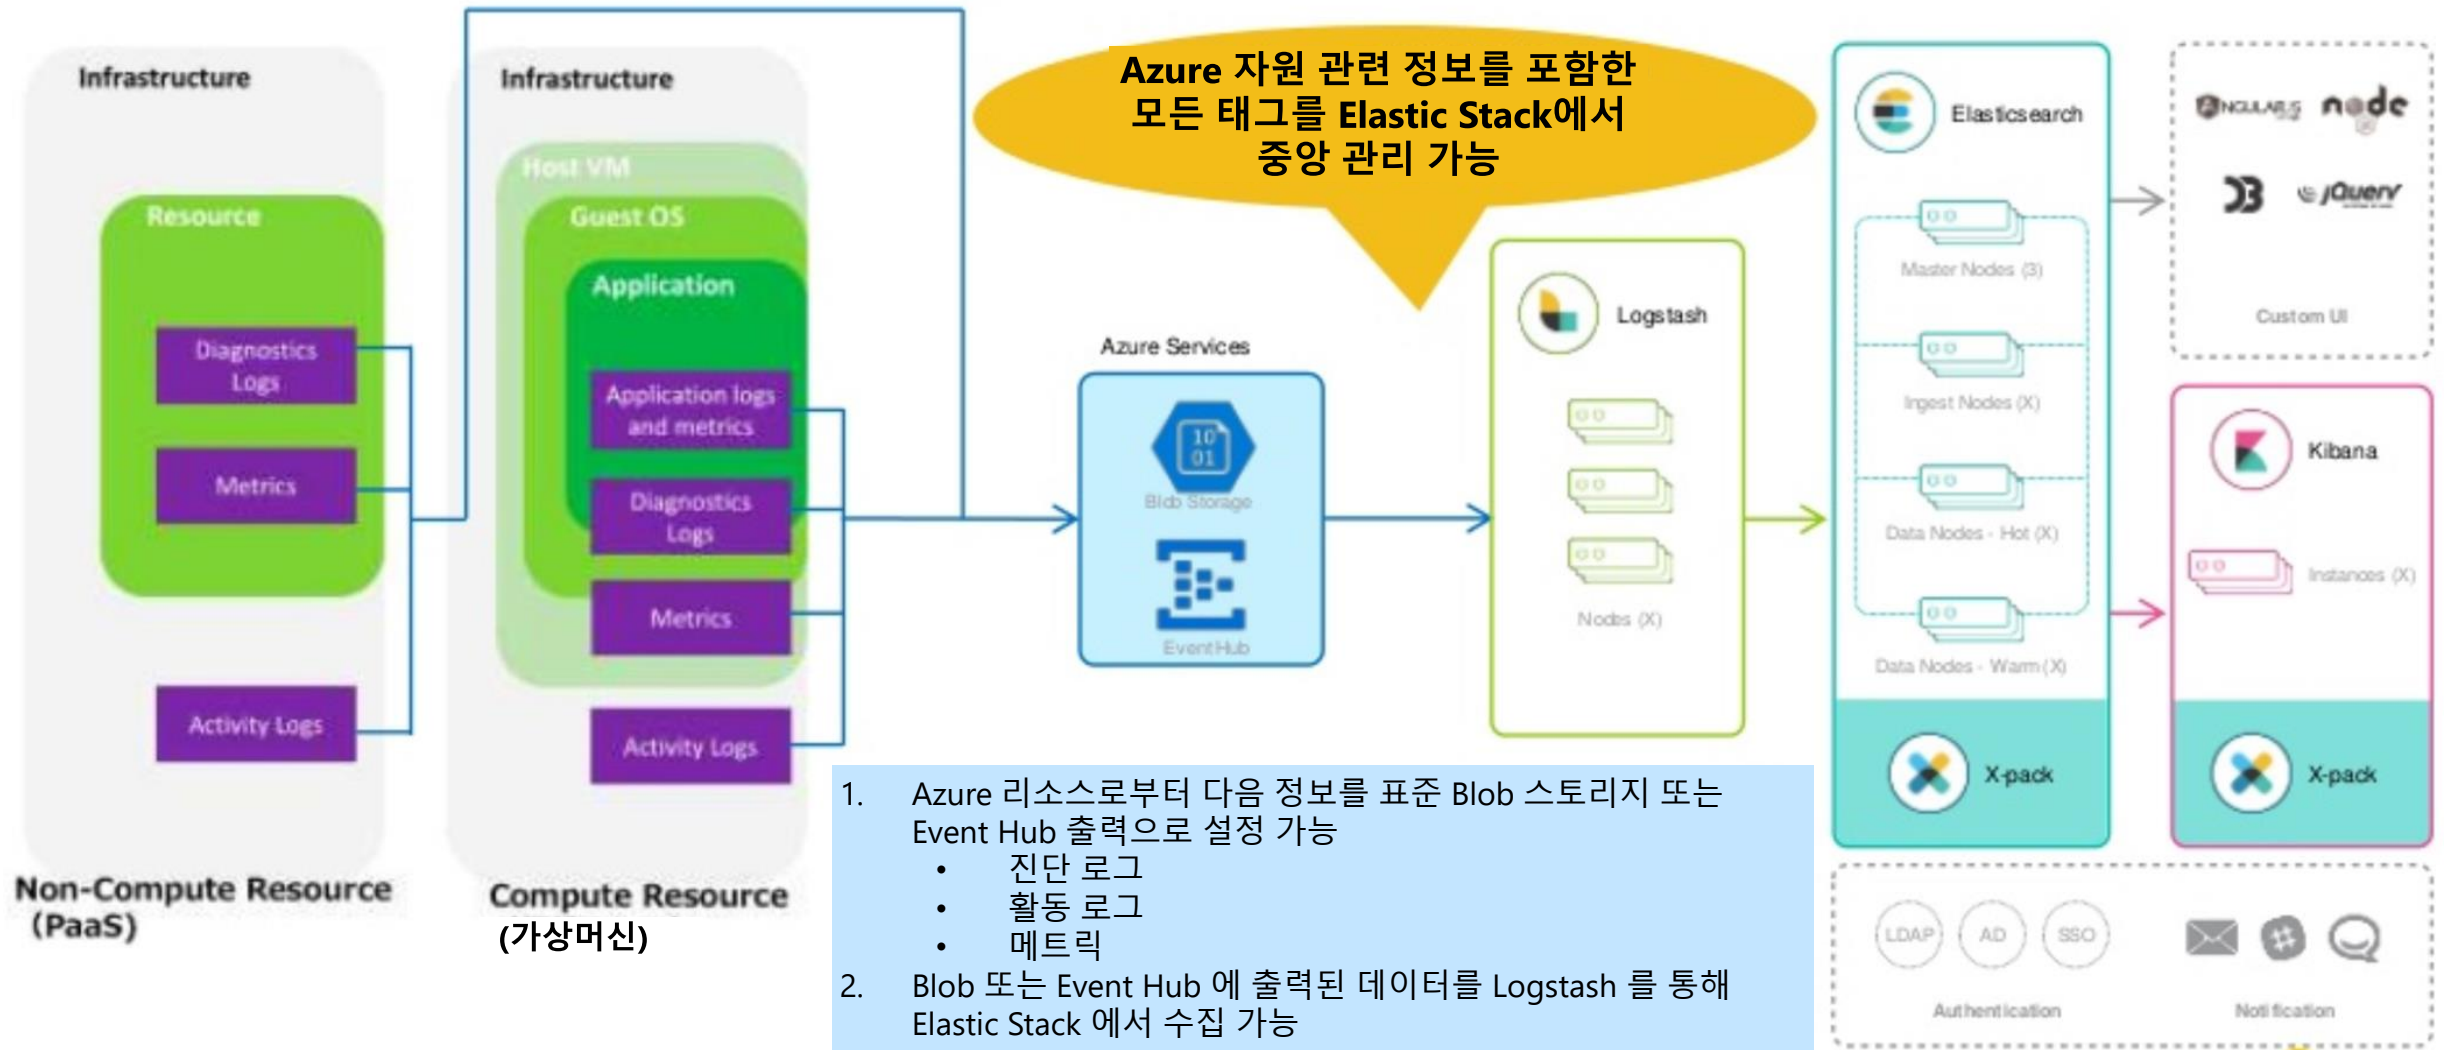 Infrastructure
Resource
Diagnostics
Logs
Metrics
Activity Logs
Non-Compute Resource
(PaaS)
Infrastructure
Host VM
Guest OS
Application
Application logs
and metrics
Diagnostics
Logs
Metrics
Activity Logs
Compute Resource
(가상머신)
Azure 자원 관련 정보를 포함한
모든 태그를 Elastic Stack에서
중앙 관리 가능
Azure Services
10
01
Blob Storage
EventHub
Logstash
Nodes (X)
Elasticsearch
Master Nodes (3)
Ingest Nodes (X)
Data Nodes - Hot (X)
Data Nodes - Warm (X)
X-pack
ANGULARJS
node
JS
D3
jQuery
Custom UI
Kibana
Instances (X)
X-pack
LDAP
AD
SSO
Authentication
Notification
1. Azure 리소스로부터 다음 정보를 표준 Blob 스토리지 또는
Event Hub 출력으로 설정 가능
• 진단 로그
• 활동 로그
• 메트릭
2. Blob 또는 Event Hub 에 출력된 데이터를 Logstash 를 통해
Elastic Stack 에서 수집 가능